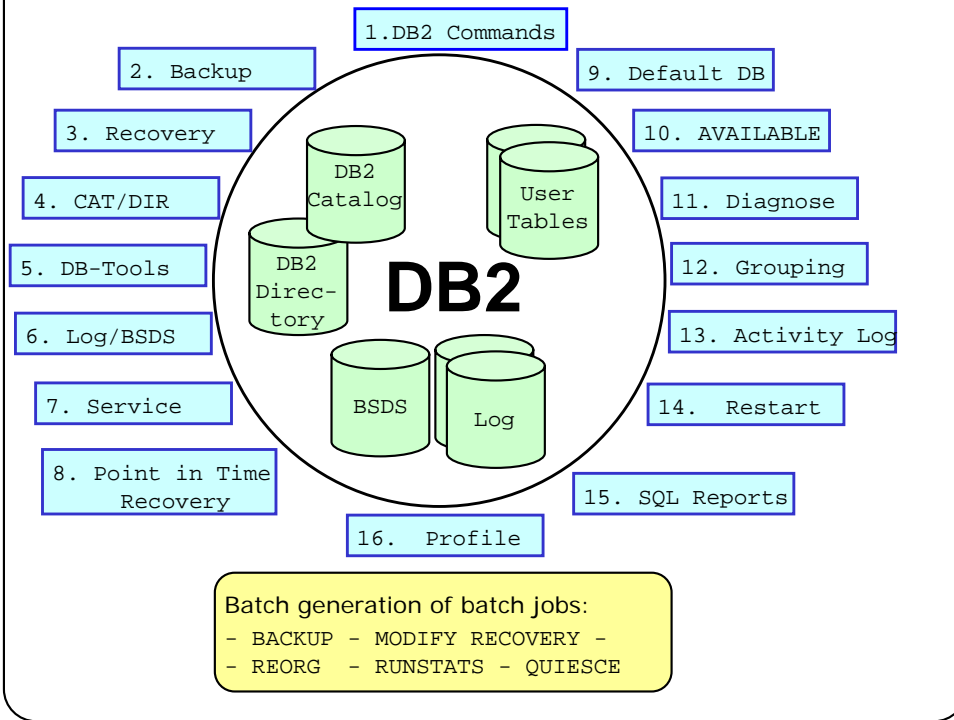 1.DB2 Commands
2. Backup
3. Recovery
4. CAT/DIR
5. DB-Tools
6. Log/BSDS
7. Service
8. Point in Time
Recovery
9. Default DB
10. AVAILABLE
11. Diagnose
12. Grouping
13. Activity Log
14. Restart
15. SQL Reports
16. Profile
DB2
Catalog
User
Tables
DB2
Direc-
tory
DB2
BSDS
Log
Batch generation of batch jobs:
- BACKUP - MODIFY RECOVERY -
- REORG - RUNSTATS - QUIESCE